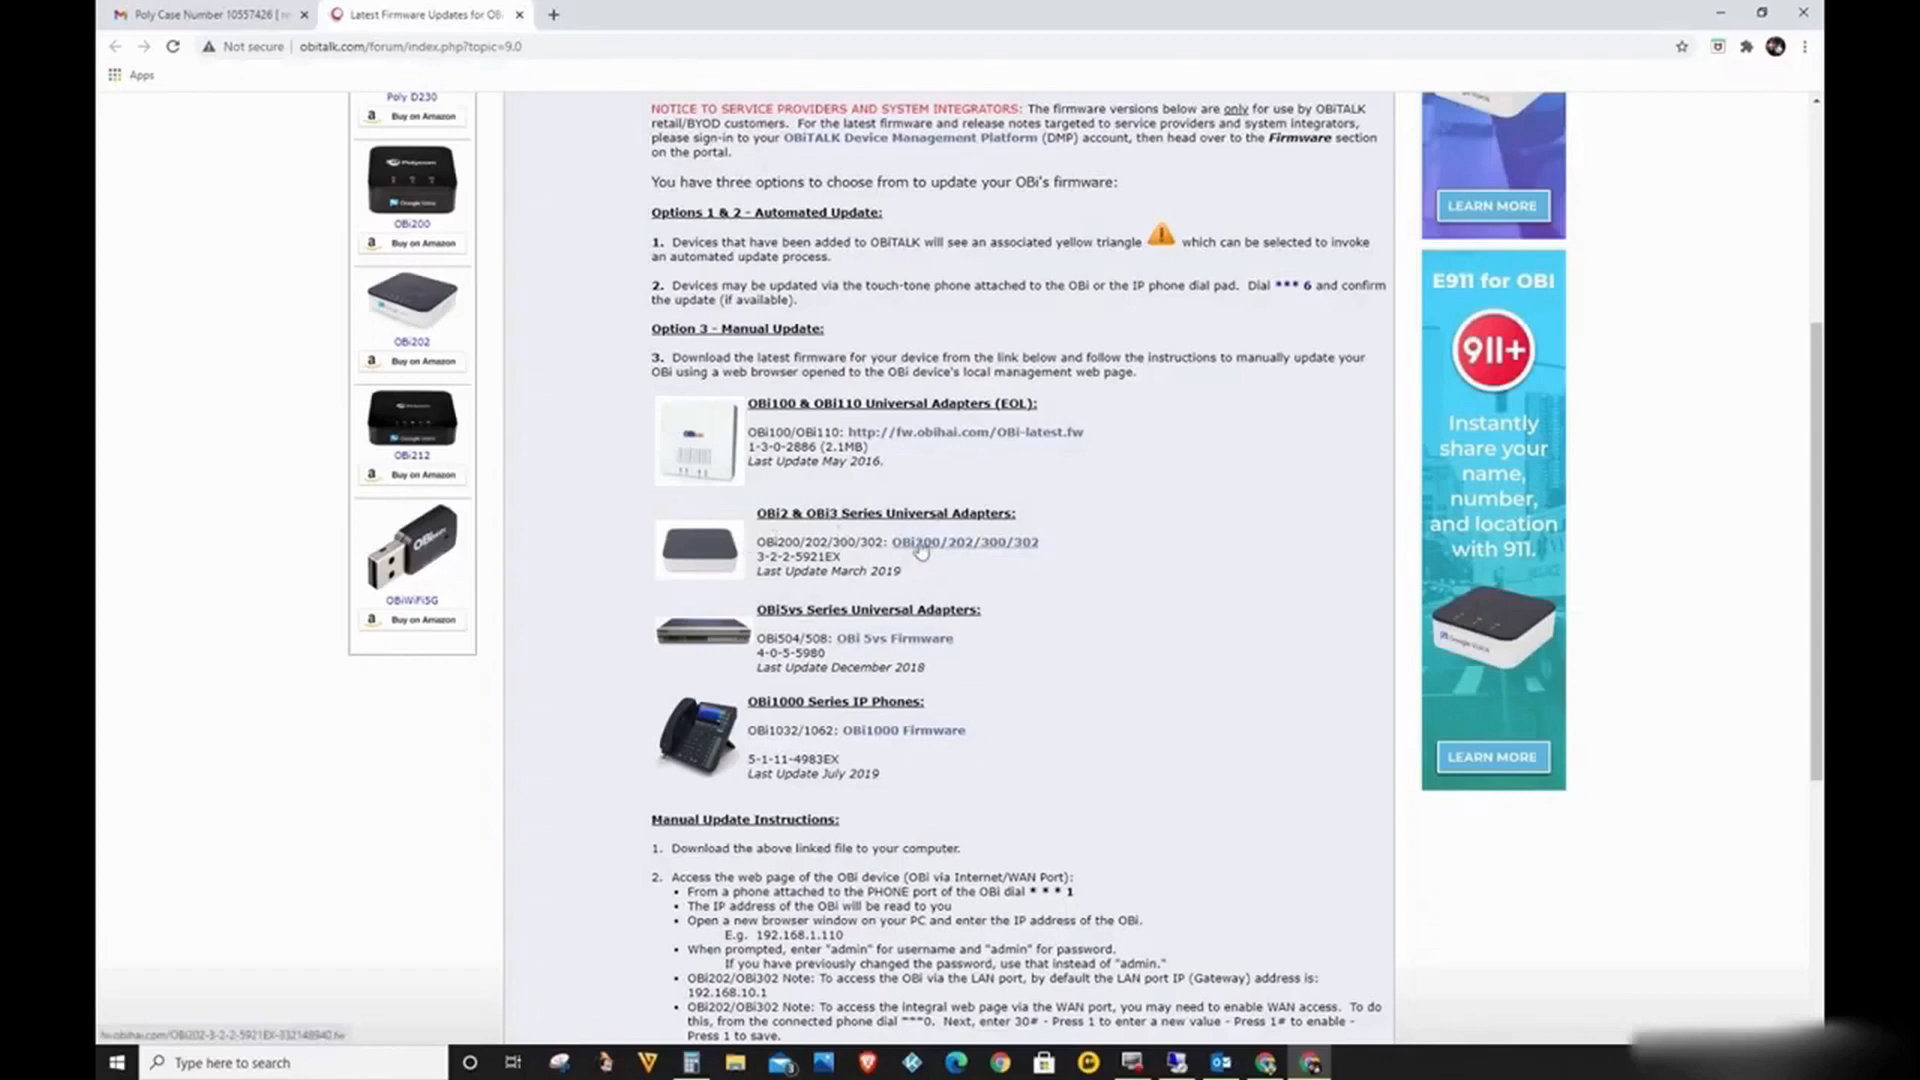 Poly Case Number 10557426 [ re
Latest Firmware Updates for OBi
Not secure
obitalk.com/forum/index.php?topic=9.0
Apps
Poly D230
Buy on Amazon
Polycom
Google Voice
OBi200
Buy on Amazon
OBi202
Buy on Amazon
Google Voice
OBi212
Buy on Amazon
OBi
OBiWiFi5G
Buy on Amazon
NOTICE TO SERVICE PROVIDERS AND SYSTEM INTEGRATORS: The firmware versions below are only for use by OBiTALK
retail/BYOD customers. For the latest firmware and release notes targeted to service providers and system integrators,
please sign-in to your OBiTALK Device Management Platform (DMP) account, then head over to the Firmware section
on the portal.
You have three options to choose from to update your OBi's firmware:
Options 1 & 2 - Automated Update:
1. Devices that have been added to OBiTALK will see an associated yellow triangle which can be selected to invoke
an automated update process.
2. Devices may be updated via the touch-tone phone attached to the OBi or the IP phone dial pad. Dial *** 6 and confirm
the update (if available).
Option 3 - Manual Update:
3. Download the latest firmware for your device from the link below and follow the instructions to manually update your
OBi using a web browser opened to the OBi device's local management web page.
OBi100 & OBi110 Universal Adapters (EOL):
OBi100/OBi110: http://fw.obihai.com/OBi-latest.fw
1-3-0-2886 (2.1MB)
Last Update May 2016.
OBi2 & OBi3 Series Universal Adapters:
OBi200/202/300/302: OBi200/202/300/302
3-2-2-5921EX
Last Update March 2019
OBi5vs Series Universal Adapters:
OBi504/508: OBi 5vs Firmware
4-0-5-5980
Last Update December 2018
OBi1000 Series IP Phones:
OBi1032/1062: OBi1000 Firmware
5-1-11-4983EX
Last Update July 2019
Manual Update Instructions:
1. Download the above linked file to your computer.
2. Access the web page of the OBi device (OBi via Internet/WAN Port):
• From a phone attached to the PHONE port of the OBi dial * * * 1
• The IP address of the OBi will be read to you
• Open a new browser window on your PC and enter the IP address of the OBi.
E.g. 192.168.1.110
• When prompted, enter "admin" for username and "admin" for password.
If you have previously changed the password, use that instead of "admin."
• OBi202/OBi302 Note: To access the OBi via the LAN port, by default the LAN port IP (Gateway) address is:
192.168.10.1
• OBi202/OBi302 Note: To access the integral web page via the WAN port, you may need to enable WAN access. To do
this, from the connected phone dial ***0. Next, enter 30# - Press 1 to enter a new value - Press 1# to enable -
Press 1 to save.
LEARN MORE
E911 for OBI
911+
Instantly
share your
name,
number,
and location
with 911.
Google Voice
LEARN MORE
fw.obihai.com/OBi202-3-2-2-5921EX-332148940.fw
Type here to search